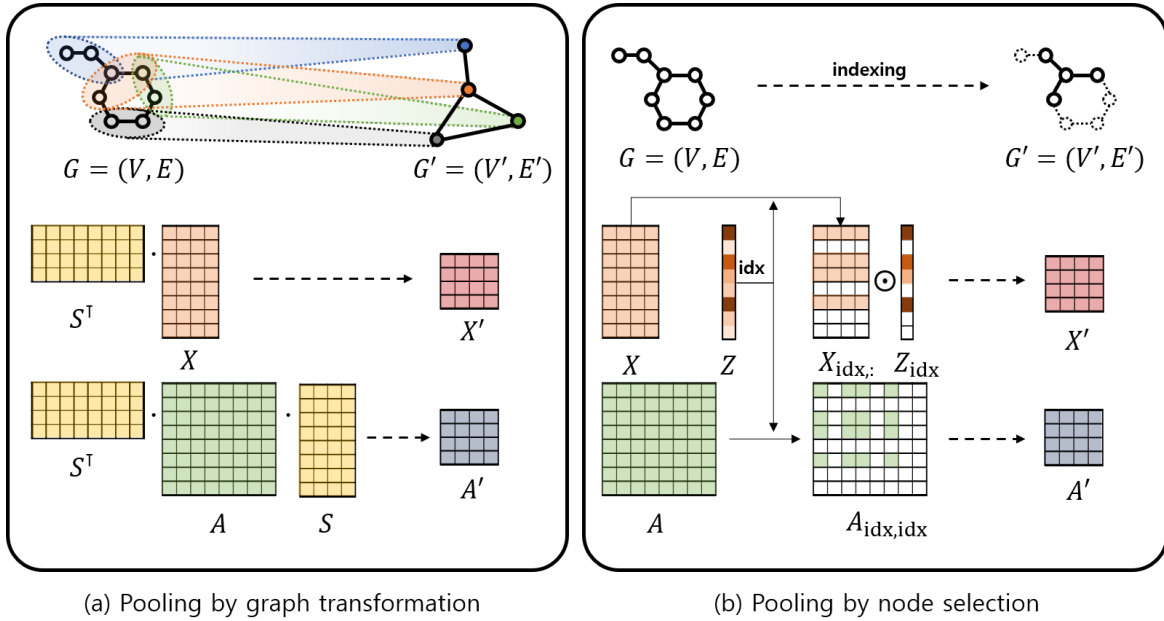 G = (V, E)
G′ = (V′, E′)
S⊺
·
X
X′
S⊺
·
A
·
S
A′
(a) Pooling by graph transformation
indexing
G = (V, E)
G′ = (V′, E′)
idx
X
Z
X_idx,:
⊙
Z_idx
X′
A
A_idx,idx
A′
(b) Pooling by node selection